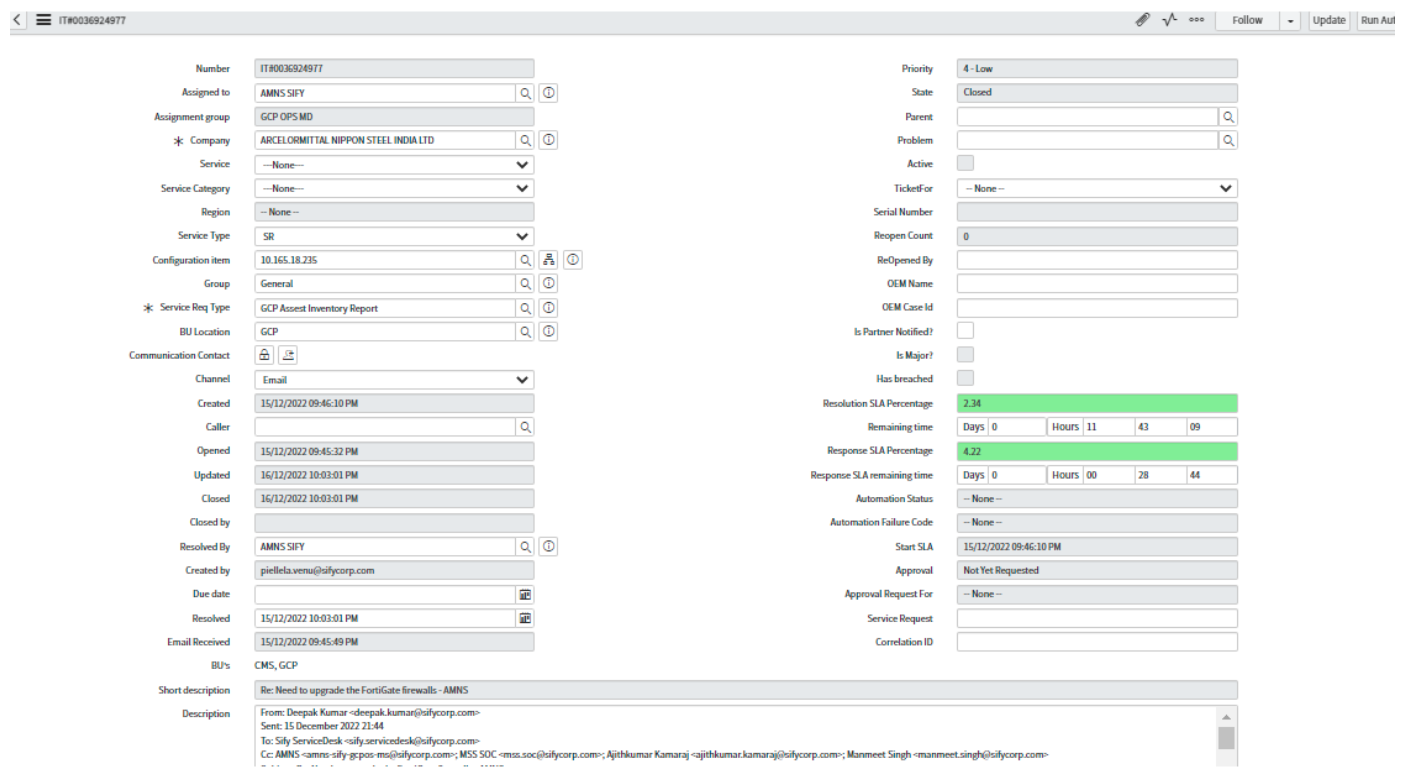 IT#0036924977 Follow Update Run Aut
Number IT#0036924977 Priority 4 - Low
Assigned to AMNS SIFY State Closed
Assignment group GCP OPS MD Parent
* Company ARCELORMITTAL NIPPON STEEL INDIA LTD Problem
Service ---None--- Active
Service Category ---None--- TicketFor -- None --
Region -- None -- Serial Number
Service Type SR Reopen Count 0
Configuration item 10.165.18.235 ReOpened By
Group General OEM Name
* Service Req Type GCP Assest Inventory Report OEM Case Id
BU Location GCP Is Partner Notified?
Communication Contact Is Major?
Channel Email Has breached
Created 15/12/2022 09:46:10 PM Resolution SLA Percentage 2.34
Caller Remaining time Days 0 Hours 11 43 09
Opened 15/12/2022 09:45:32 PM Response SLA Percentage 4.22
Updated 16/12/2022 10:03:01 PM Response SLA remaining time Days 0 Hours 00 28 44
Closed 16/12/2022 10:03:01 PM Automation Status -- None --
Closed by Automation Failure Code -- None --
Resolved By AMNS SIFY Start SLA 15/12/2022 09:46:10 PM
Created by piellela.venu@sifycorp.com Approval Not Yet Requested
Due date Approval Request For -- None --
Resolved 15/12/2022 10:03:01 PM Service Request
Email Received 15/12/2022 09:45:49 PM Correlation ID
BU's CMS, GCP
Short description Re: Need to upgrade the FortiGate firewalls - AMNS
Description From: Deepak Kumar <deepak.kumar@sifycorp.com>
Sent: 15 December 2022 21:44
To: Sify ServiceDesk <sify.servicedesk@sifycorp.com>
Cc: AMNS <amns-sify-gcpos-ms@sifycorp.com>; MSS SOC <mss.soc@sifycorp.com>; Ajithkumar Kamaraj <ajithkumar.kamaraj@sifycorp.com>; Manmeet Singh <manmeet.singh@sifycorp.com>